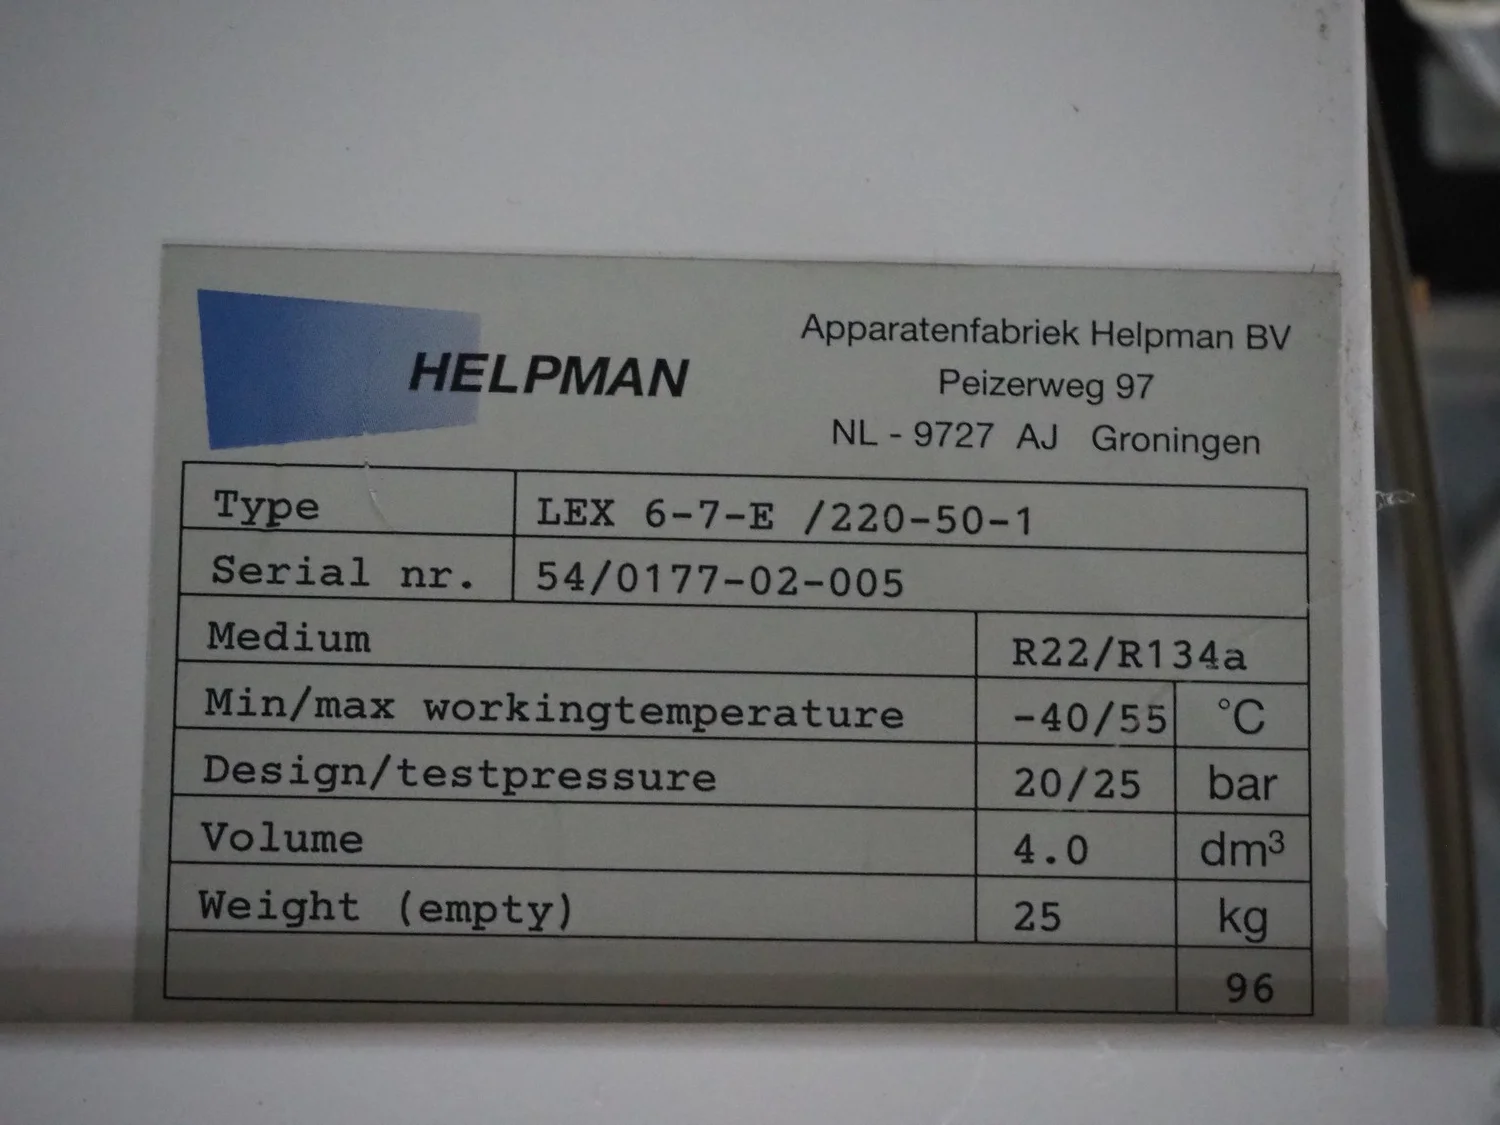 HELPMAN
Apparatenfabriek Helpman BV
Peizerweg 97
NL - 9727 AJ Groningen
Type LEX 6-7-E /220-50-1
Serial nr. 54/0177-02-005
Medium R22/R134a
Min/max workingtemperature -40/55 °C
Design/testpressure 20/25 bar
Volume 4.0 dm³
Weight (empty) 25 kg
96